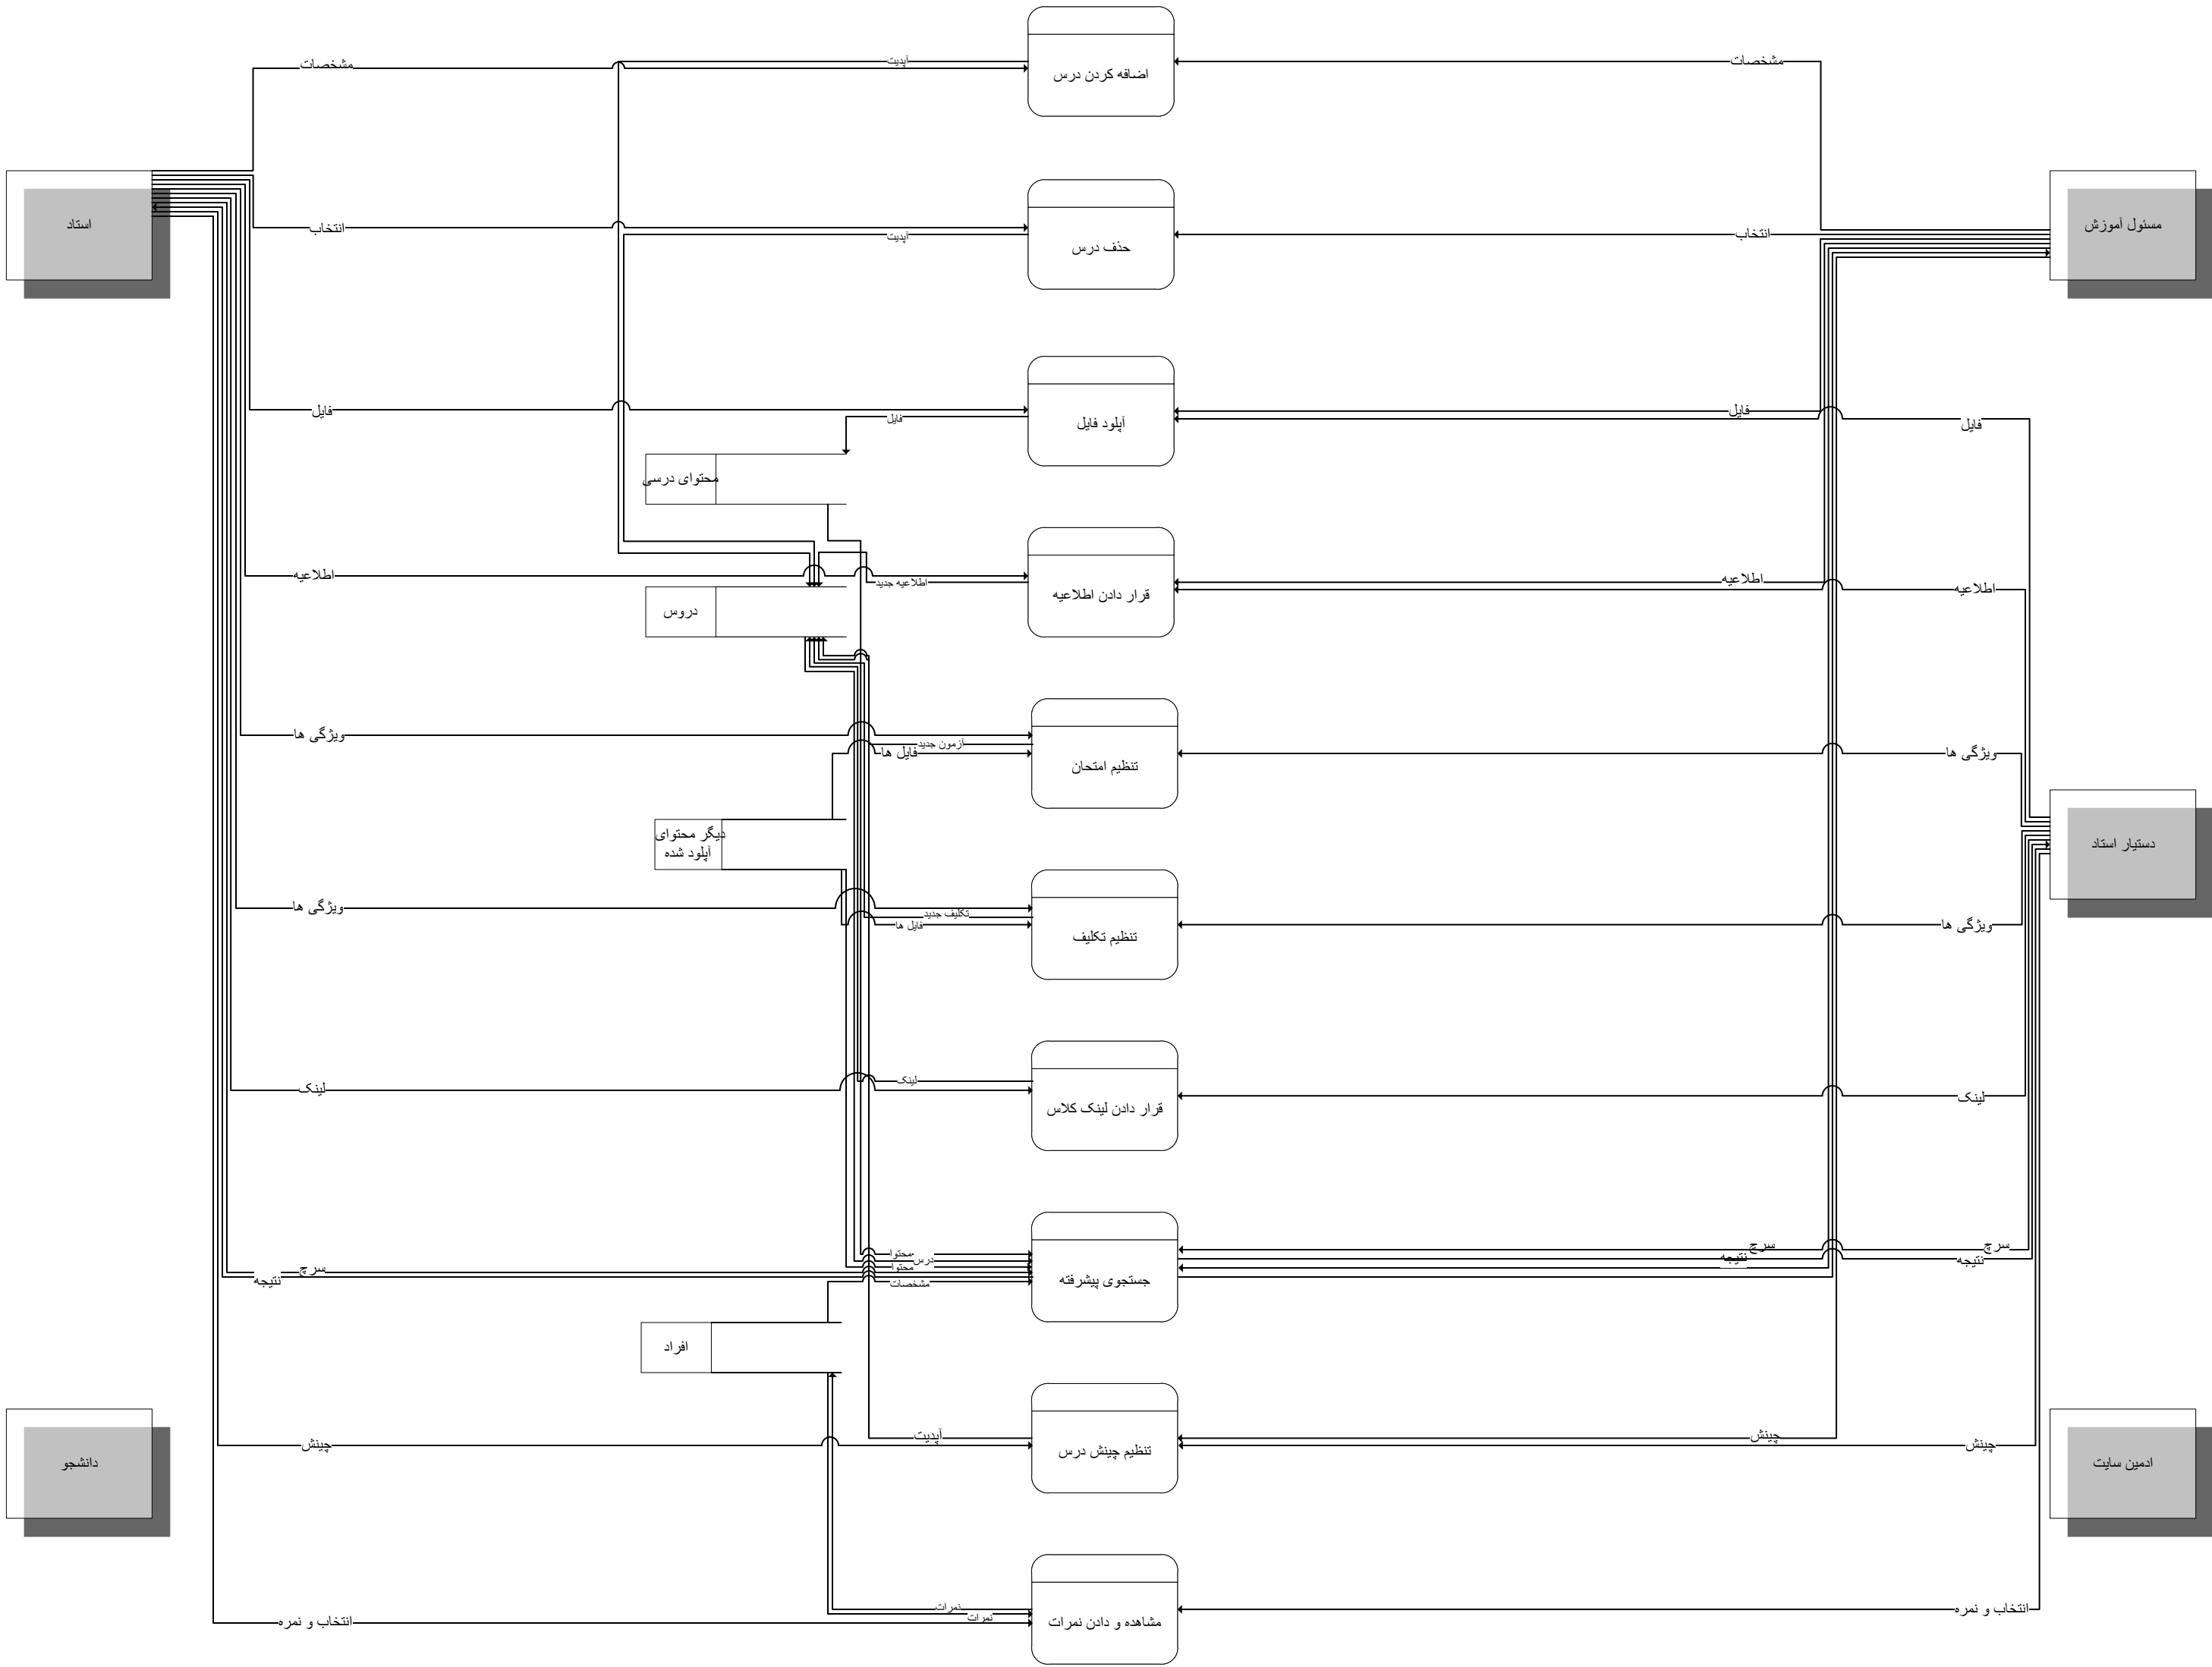 اضافه کردن درس
مشخصات
آپدیت
مشخصات
استاد
مسئول آموزش
حذف درس
انتخاب
آپدیت
انتخاب
آپلود فایل
فایل
فایل
فایل
فایل
محتوای درسی
قرار دادن اطلاعیه
اطلاعیه
اطلاعیه
اطلاعیه جدید
اطلاعیه
دروس
تنظیم امتحان
ویژگی ها
آزمون جدید
فایل ها
ویژگی ها
دیگر محتوای
آپلود شده
دستیار استاد
تنظیم تکلیف
ویژگی ها
تکلیف جدید
فایل ها
ویژگی ها
قرار دادن لینک کلاس
لینک
لینک
لینک
جستجوی پیشرفته
سرچ
نتیجه
سرچ
نتیجه
محتوا
درس
محتوا
مشخصات
سرچ
نتیجه
افراد
تنظیم چینش درس
چینش
چینش
آپدیت
چینش
دانشجو
ادمین سایت
مشاهده و دادن نمرات
انتخاب و نمره
نمرات
نمرات
انتخاب و نمره